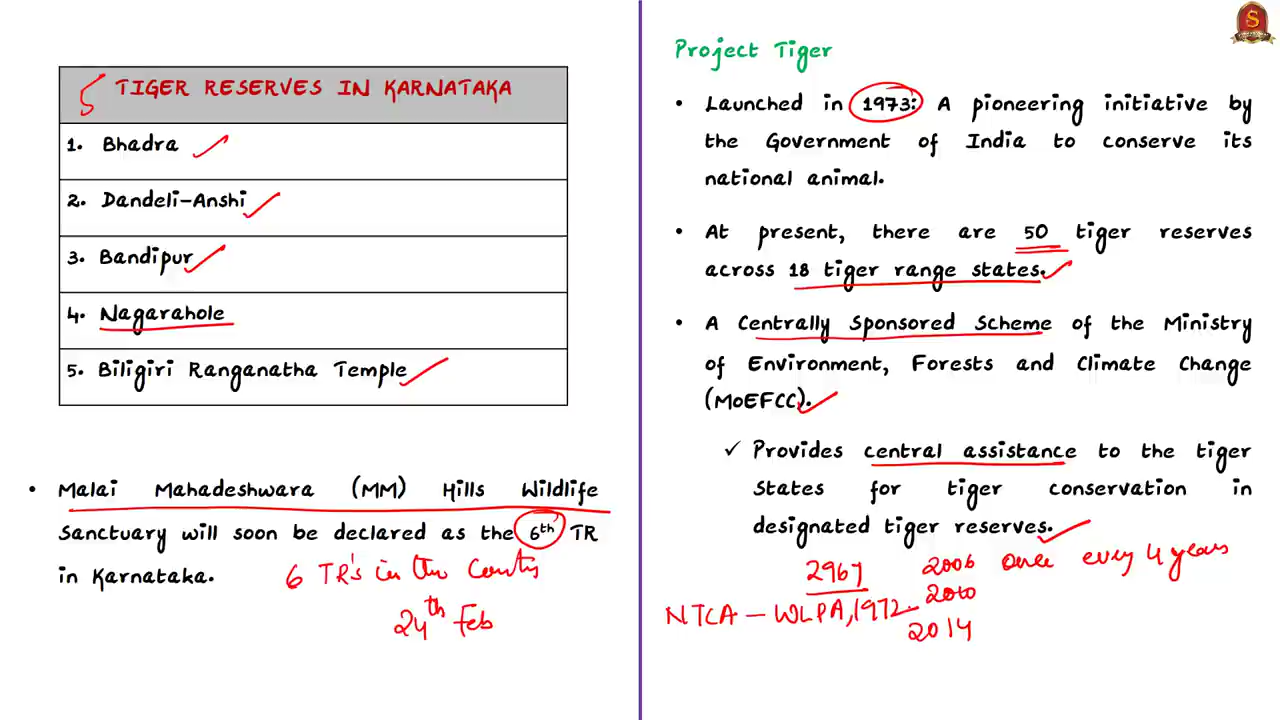 5 TIGER RESERVES IN KARNATAKA
1. Bhadra
2. Dandeli-Anshi
3. Bandipur
4. Nagarahole
5. Biligiri Ranganatha Temple
• Malai Mahadeshwara (MM) Hills Wildlife
Sanctuary will soon be declared as the 6th TR
in Karnataka.
6 TR's in the
24th Feb
Project Tiger
• Launched in 1973: A pioneering initiative by
the Government of India to conserve its
national animal.
• At present, there are 50 tiger reserves
across 18 tiger range states.
• A Centrally Sponsored Scheme of the Ministry
of Environment, Forests and Climate Change
(MoEFCC).
✓ Provides central assistance to the tiger
States for tiger conservation in
designated tiger reserves.
2967 2006 once every 4 years
NTCA - WLPA, 1972. 2010
2014
S